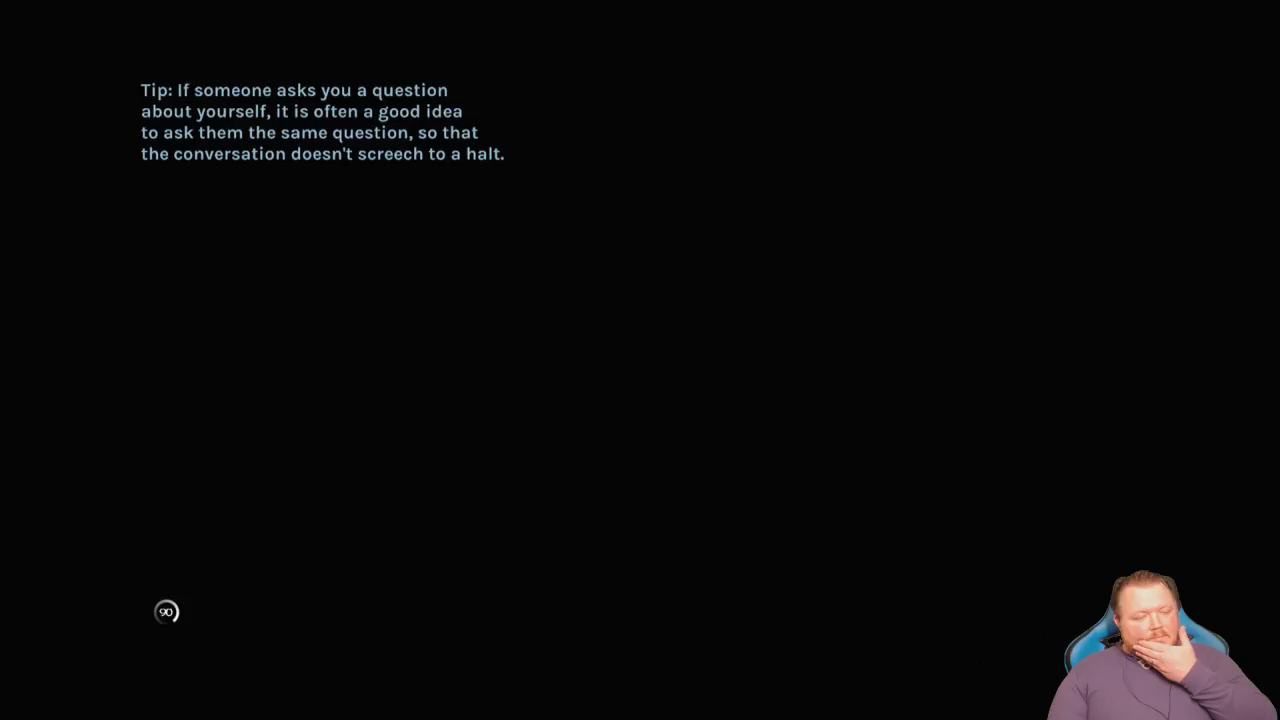 Tip: If someone asks you a question
about yourself, it is often a good idea
to ask them the same question, so that
the conversation doesn't screech to a halt.
90